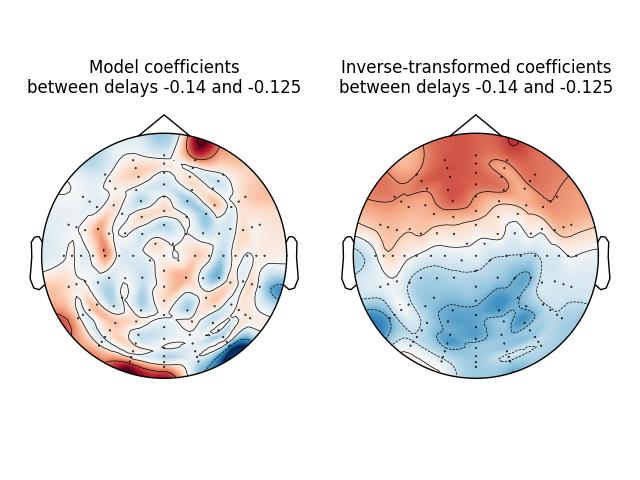 Model coefficients
between delays -0.14 and -0.125
Inverse-transformed coefficients
between delays -0.14 and -0.125